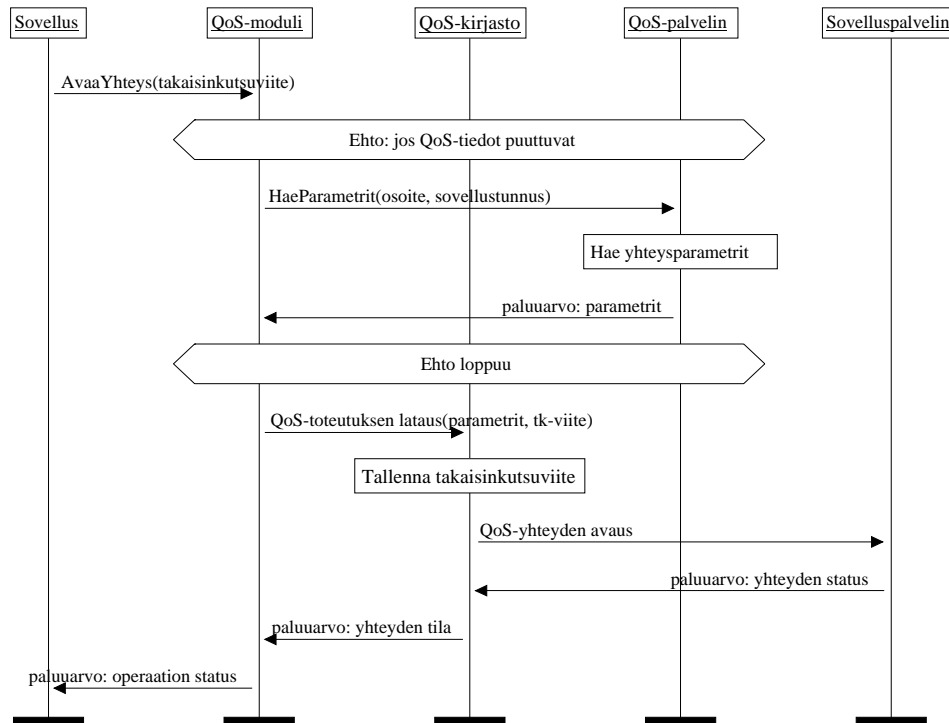 Sovellus
QoS-moduli
QoS-kirjasto
QoS-palvelin
Sovelluspalvelin
AvaaYhteys(takaisinkutsuviite)
Ehto: jos QoS-tiedot puuttuvat
HaeParametrit(osoite, sovellustunnus)
Hae yhteysparametrit
paluuarvo: parametrit
Ehto loppuu
QoS-toteutuksen lataus(parametrit, tk-viite)
Tallenna takaisinkutsuviite
QoS-yhteyden avaus
paluuarvo: yhteyden status
paluuarvo: yhteyden tila
paluuarvo: operaation status